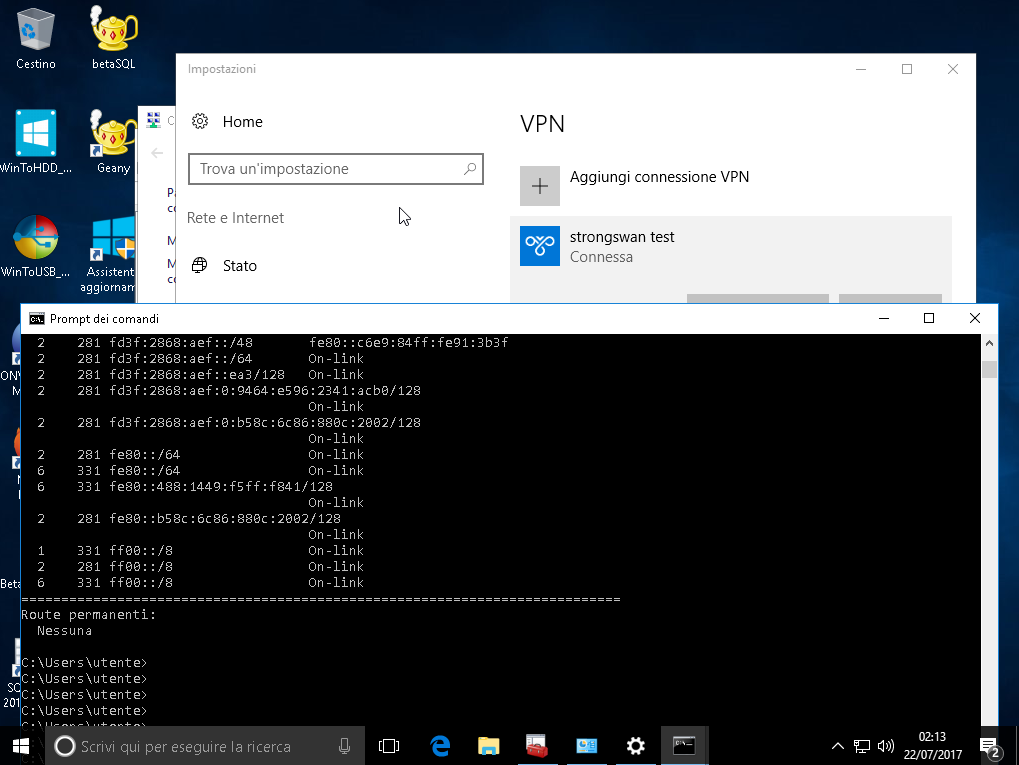 Cestino
betaSQL
WinToHDD_...
Geany
WinToUSB_...
Assistent
aggiornam
Impostazioni
Home
Trova un'impostazione
Rete e Internet
Stato
VPN
Aggiungi connessione VPN
strongswan test
Connessa
Prompt dei comandi
2 281 fd3f:2868:aef::/48 fe80::c6e9:84ff:fe91:3b3f
2 281 fd3f:2868:aef::/64 On-link
2 281 fd3f:2868:aef::ea3/128 On-link
2 281 fd3f:2868:aef:0:9464:e596:2341:acb0/128
On-link
2 281 fd3f:2868:aef:0:b58c:6c86:880c:2002/128
On-link
2 281 fe80::/64 On-link
6 331 fe80::/64 On-link
6 331 fe80::488:1449:f5ff:f841/128
On-link
2 281 fe80::b58c:6c86:880c:2002/128
On-link
1 331 ff00::/8 On-link
2 281 ff00::/8 On-link
6 331 ff00::/8 On-link
===========================================================================
Route permanenti:
Nessuna
C:\Users\utente>
C:\Users\utente>
C:\Users\utente>
C:\Users\utente>
C:\Users\utente>
Scrivi qui per eseguire la ricerca
02:13
22/07/2017
2